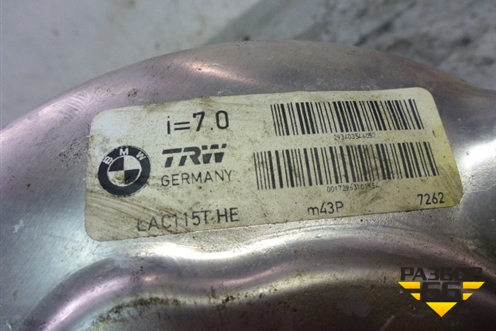 i=7.0
BMW
TRW
GERMANY
LAC115T HE
m43P
7262
РАЗБОР
66